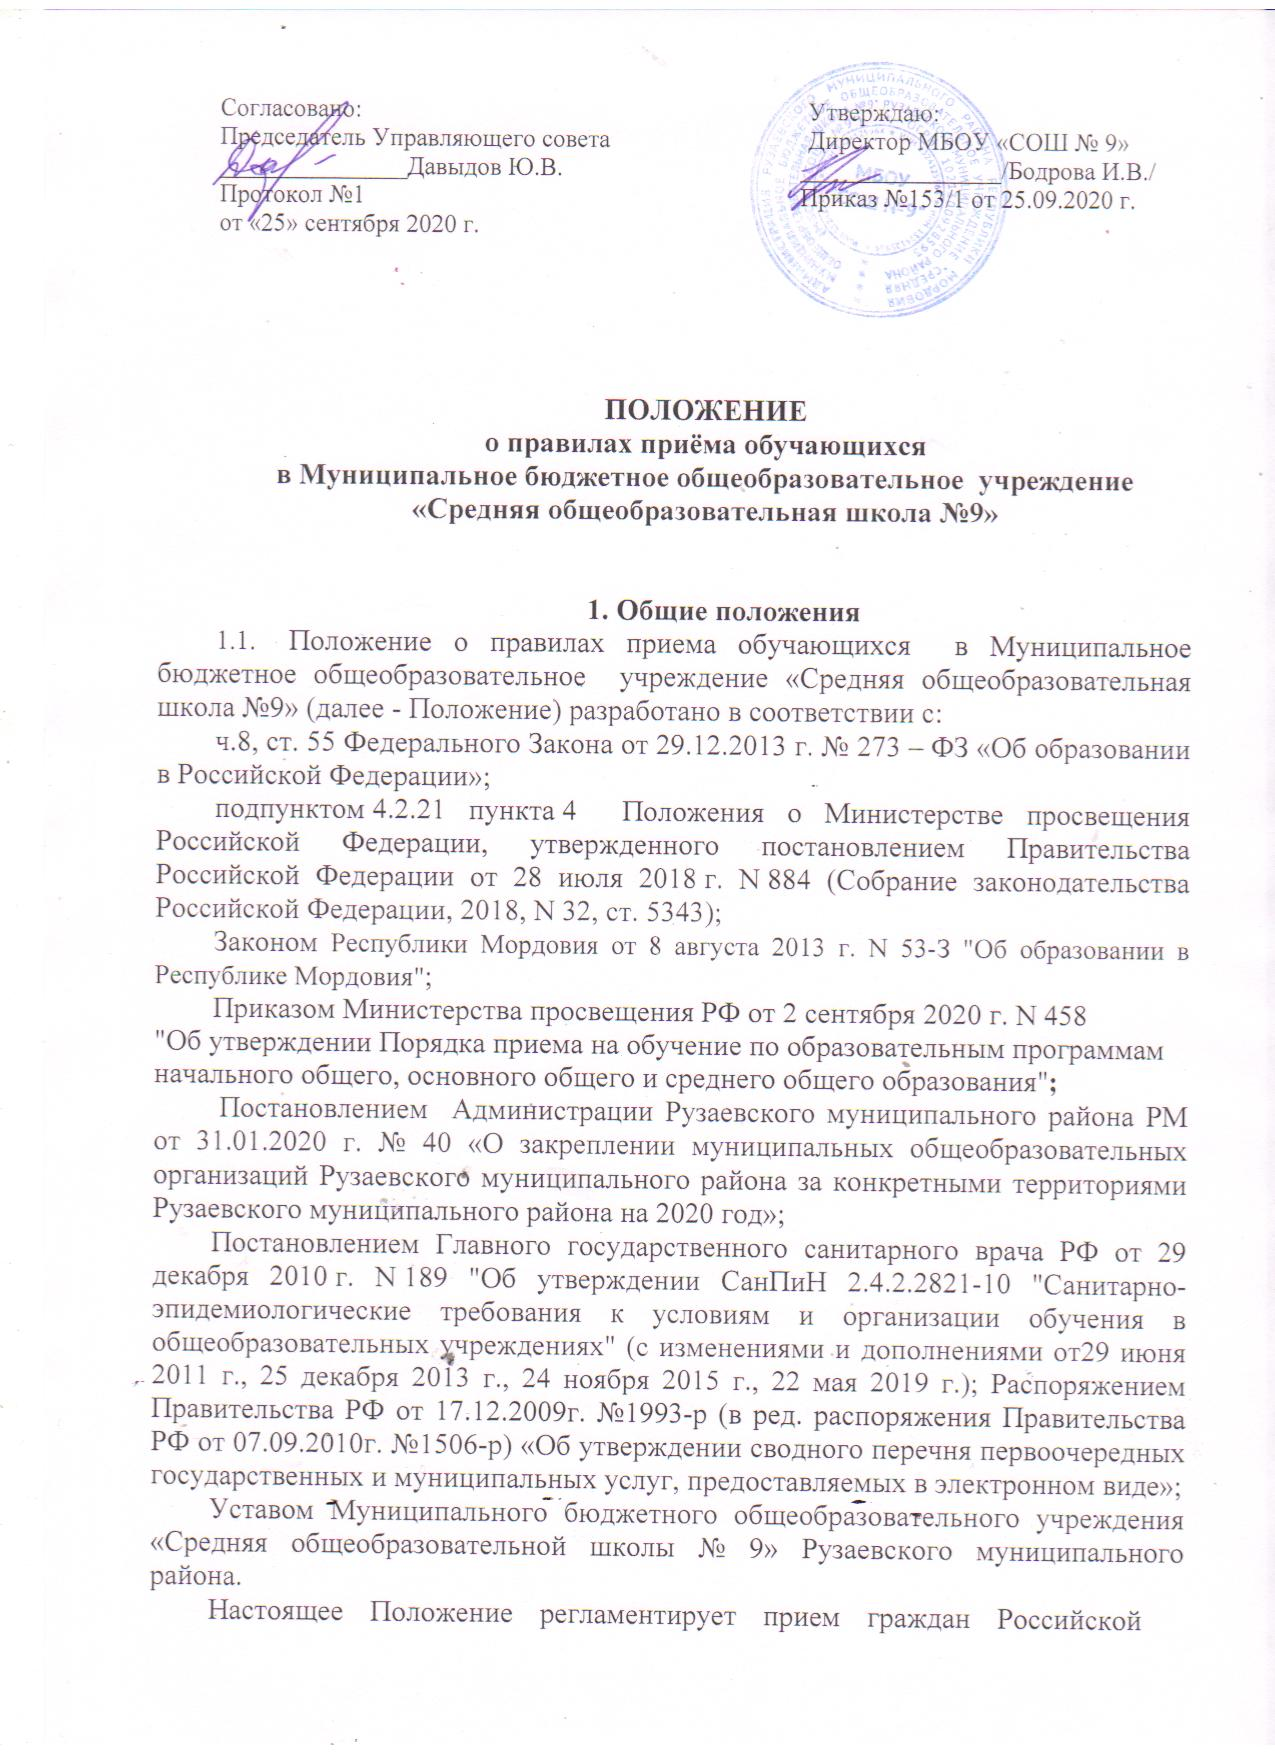 Согласовано:
Председатель Управляющего совета
______________Давыдов Ю.В.
Протокол №1
от «25» сентября 2020 г.
Утверждаю:
Директор МБОУ «СОШ № 9»
________________/Бодрова И.В./
Приказ №153/1 от 25.09.2020 г.
МБОУ
ПОЛОЖЕНИЕ
о правилах приёма обучающихся
в Муниципальное бюджетное общеобразовательное учреждение
«Средняя общеобразовательная школа №9»
1. Общие положения
1.1. Положение о правилах приема обучающихся в Муниципальное
бюджетное общеобразовательное учреждение «Средняя общеобразовательная
школа №9» (далее - Положение) разработано в соответствии с:
ч.8, ст. 55 Федерального Закона от 29.12.2013 г. № 273 – ФЗ «Об образовании
в Российской Федерации»;
подпунктом 4.2.21 пункта 4 Положения о Министерстве просвещения
Российской Федерации, утвержденного постановлением Правительства
Российской Федерации от 28 июля 2018 г. N 884 (Собрание законодательства
Российской Федерации, 2018, N 32, ст. 5343);
Законом Республики Мордовия от 8 августа 2013 г. N 53-З "Об образовании в
Республике Мордовия";
Приказом Министерства просвещения РФ от 2 сентября 2020 г. N 458
"Об утверждении Порядка приема на обучение по образовательным программам
начального общего, основного общего и среднего общего образования";
Постановлением Администрации Рузаевского муниципального района РМ
от 31.01.2020 г. № 40 «О закреплении муниципальных общеобразовательных
организаций Рузаевского муниципального района за конкретными территориями
Рузаевского муниципального района на 2020 год»;
Постановлением Главного государственного санитарного врача РФ от 29
декабря 2010 г. N 189 "Об утверждении СанПиН 2.4.2.2821-10 "Санитарно-
эпидемиологические требования к условиям и организации обучения в
общеобразовательных учреждениях" (с изменениями и дополнениями от29 июня
2011 г., 25 декабря 2013 г., 24 ноября 2015 г., 22 мая 2019 г.); Распоряжением
Правительства РФ от 17.12.2009г. №1993-р (в ред. распоряжения Правительства
РФ от 07.09.2010г. №1506-р) «Об утверждении сводного перечня первоочередных
государственных и муниципальных услуг, предоставляемых в электронном виде»;
Уставом Муниципального бюджетного общеобразовательного учреждения
«Средняя общеобразовательной школы № 9» Рузаевского муниципального
района.
Настоящее Положение регламентирует прием граждан Российской